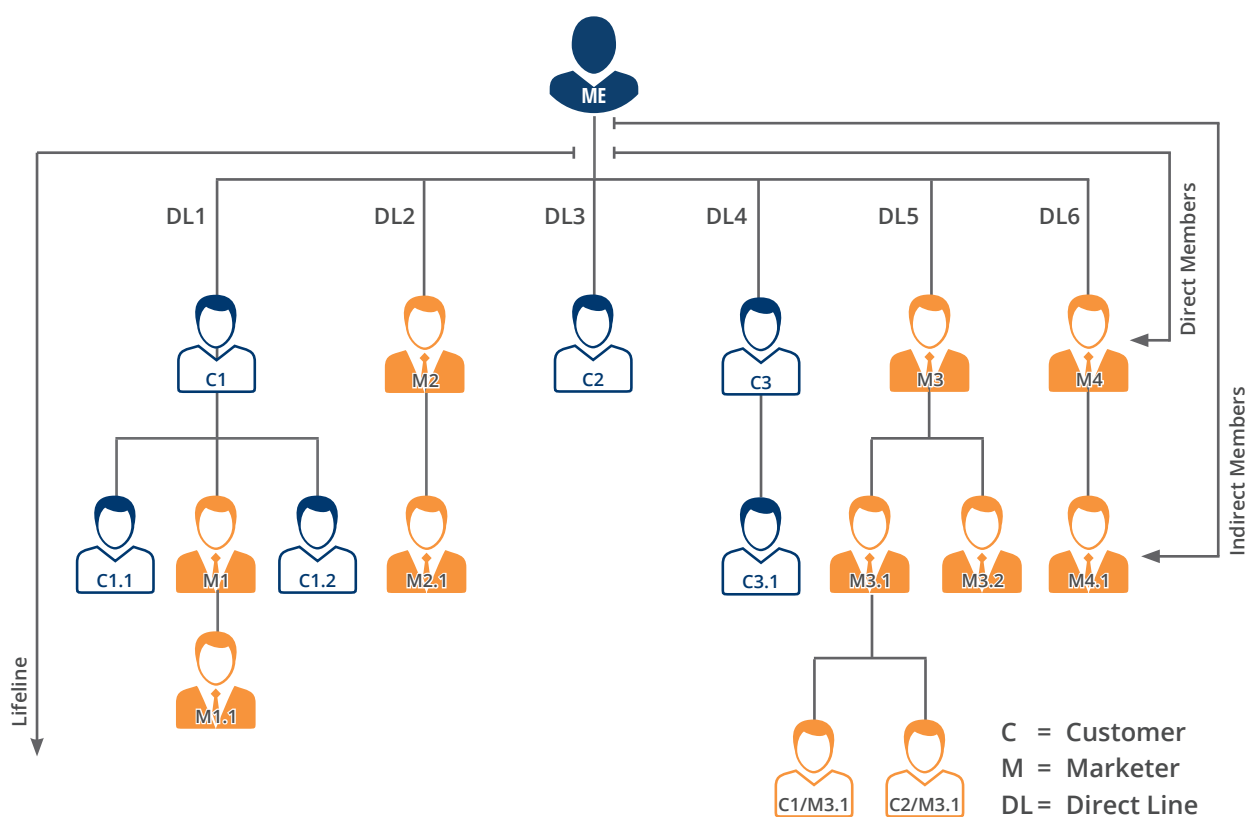 ME
DL1
DL2
DL3
DL4
DL5
DL6
Direct Members
C1
M2
C2
C3
M3
M4
Indirect Members
C1.1
M1
C1.2
M2.1
C3.1
M3.1
M3.2
M4.1
Lifeline
M1.1
C1/M3.1
C2/M3.1
C = Customer
M = Marketer
DL = Direct Line